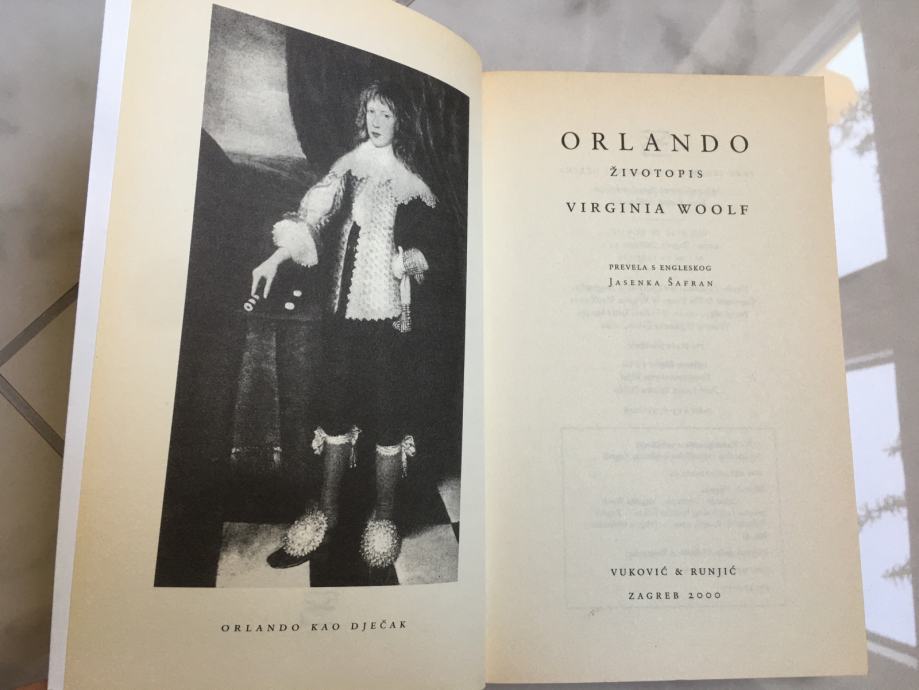 ORLANDO KAO DJEČAK
ORLANDO
ŽIVOTOPIS
VIRGINIA WOOLF
PREVELA S ENGLESKOG
JASENKA ŠAFRAN
VUKOVIĆ & RUNJIĆ
ZAGREB 2000